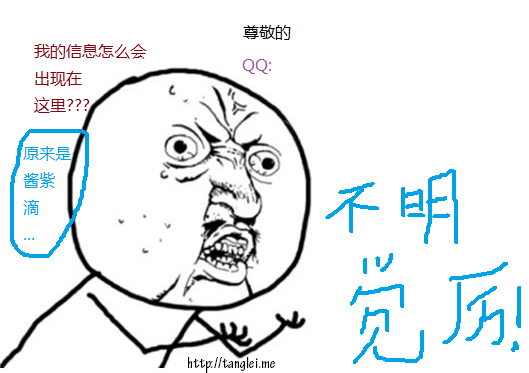 尊敬的
QQ:
我的信息怎么会
出现在
这里???
原来是
酱紫
滴
...
不明
觉厉!
http://tanglei.me